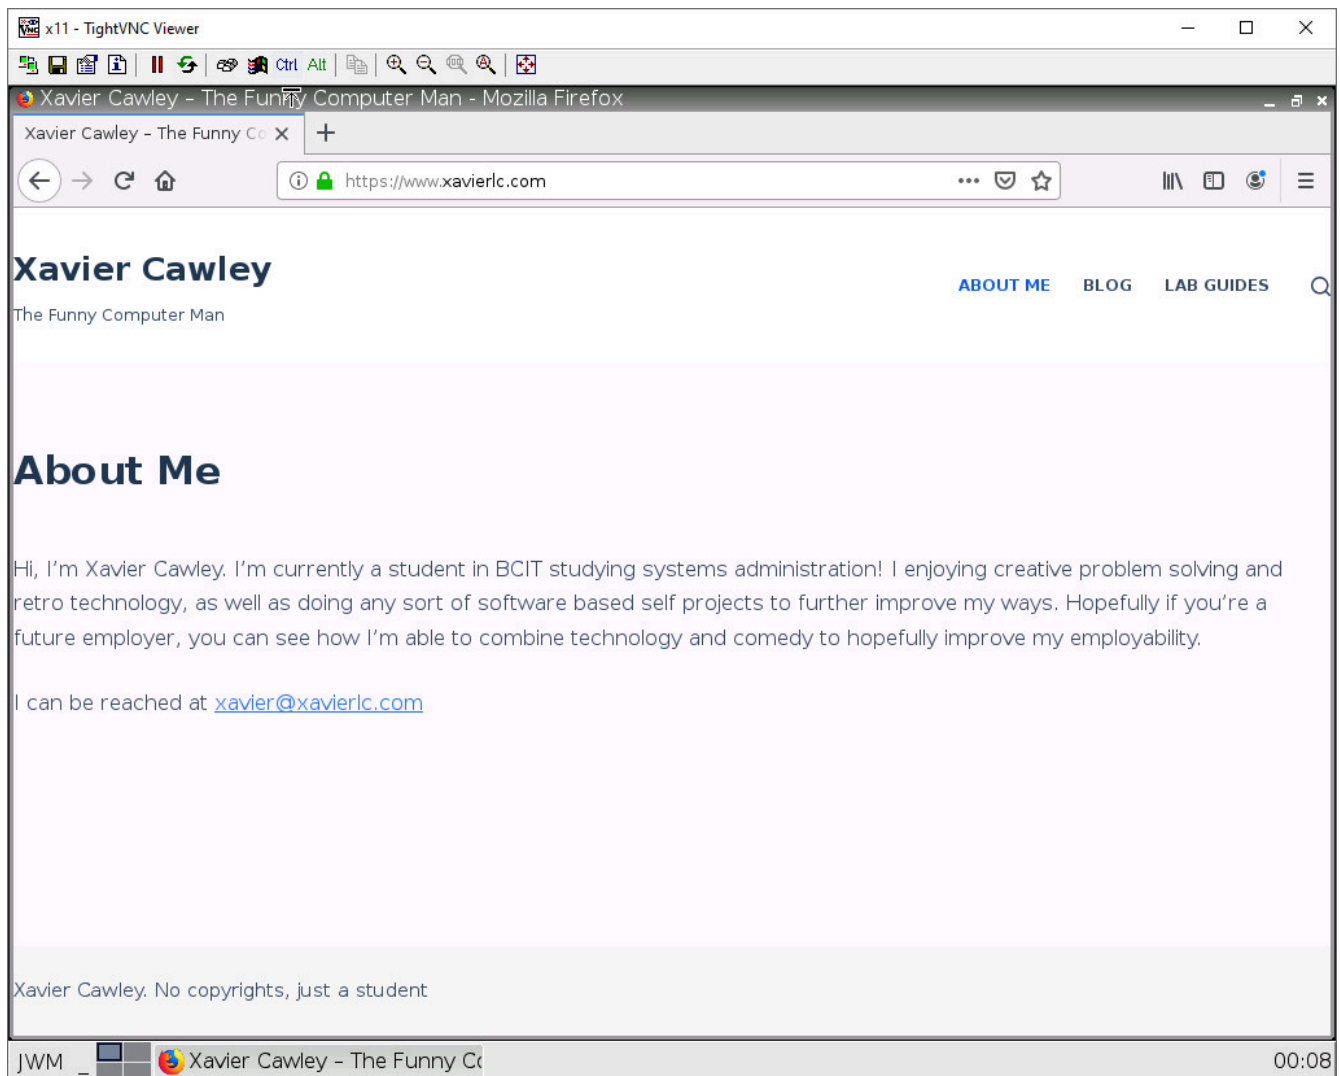 x11 - TightVNC Viewer
Ctrl Alt
Xavier Cawley – The Funny Computer Man - Mozilla Firefox
Xavier Cawley – The Funny Co
https://www.xavierlc.com
Xavier Cawley
The Funny Computer Man
ABOUT ME BLOG LAB GUIDES
About Me
Hi, I'm Xavier Cawley. I'm currently a student in BCIT studying systems administration! I enjoying creative problem solving and
retro technology, as well as doing any sort of software based self projects to further improve my ways. Hopefully if you're a
future employer, you can see how I'm able to combine technology and comedy to hopefully improve my employability.
I can be reached at xavier@xavierlc.com
Xavier Cawley. No copyrights, just a student
JWM _ Xavier Cawley – The Funny Co 00:08